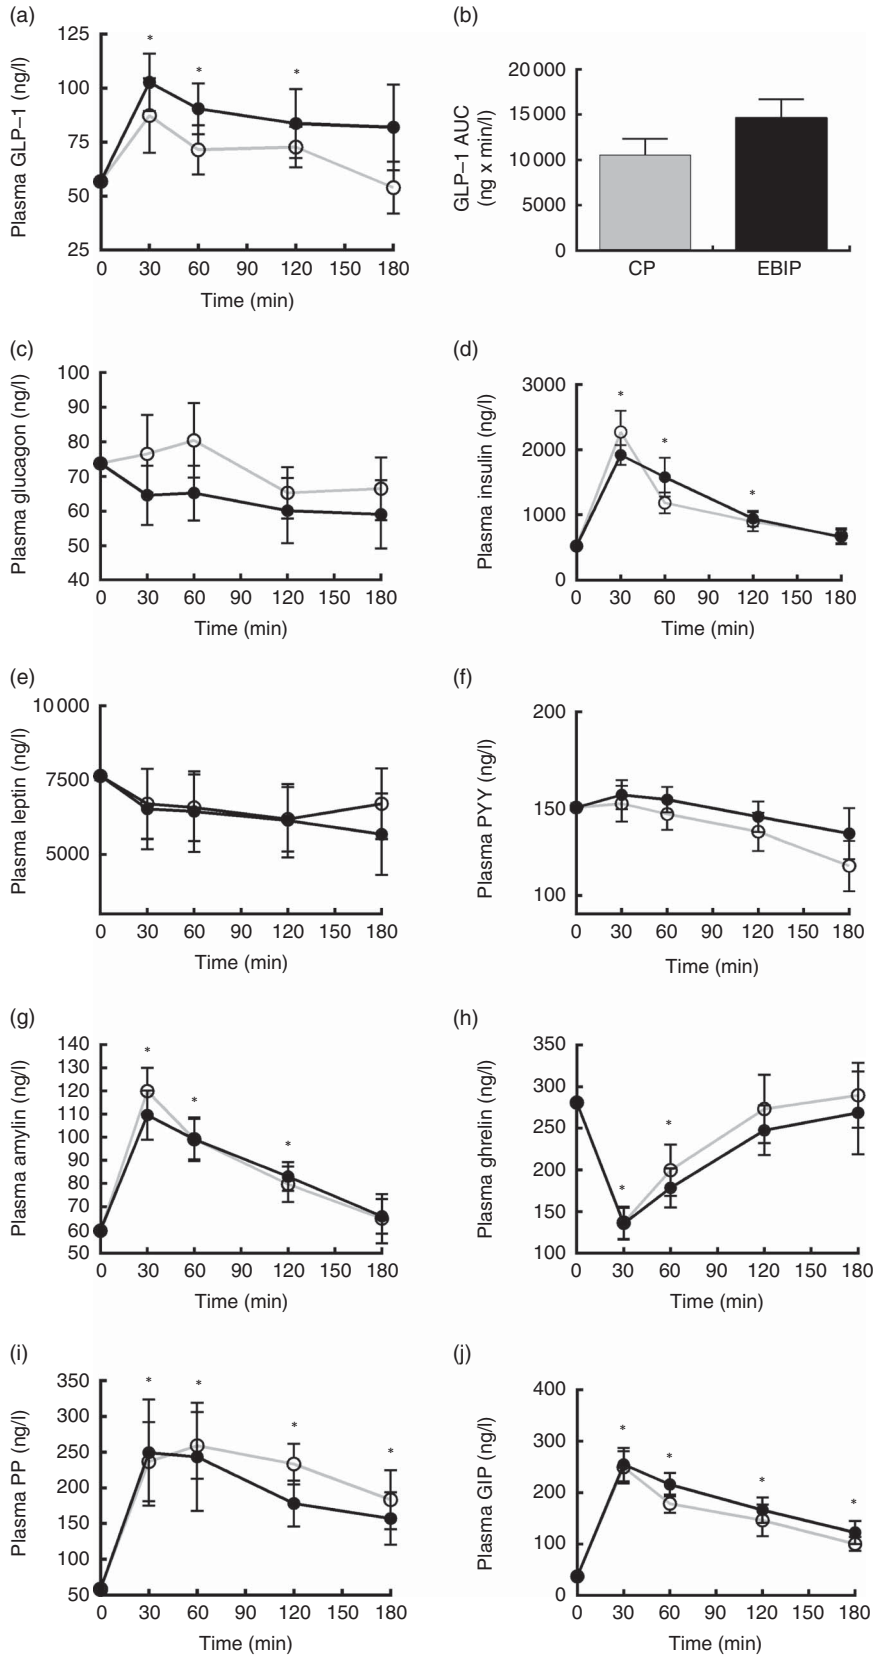 (a)
Plasma GLP–1 (ng/l)
125
100
75
50
25
* * *
0 30 60 90 120 150 180
Time (min)
(b)
GLP–1 AUC
(ng x min/l)
20 000
15 000
10 000
5000
0
CP EBIP
(c)
Plasma glucagon (ng/l)
100
90
80
70
60
50
40
0 30 60 90 120 150 180
Time (min)
(d)
Plasma insulin (ng/l)
3000
2000
1000
0
* * *
0 30 60 90 120 150 180
Time (min)
(e)
Plasma leptin (ng/l)
10 000
7500
5000
0 30 60 90 120 150 180
Time (min)
(f)
Plasma PYY (ng/l)
200
150
100
0 30 60 90 120 150 180
Time (min)
(g)
Plasma amylin (ng/l)
140
130
120
110
100
90
80
70
60
50
* * *
0 30 60 90 120 150 180
Time (min)
(h)
Plasma ghrelin (ng/l)
350
300
250
200
150
100
* *
0 30 60 90 120 150 180
Time (min)
(i)
Plasma PP (ng/l)
350
300
250
200
150
100
50
* * * *
0 30 60 90 120 150 180
Time (min)
(j)
Plasma GIP (ng/l)
400
300
200
100
0
* * * *
0 30 60 90 120 150 180
Time (min)